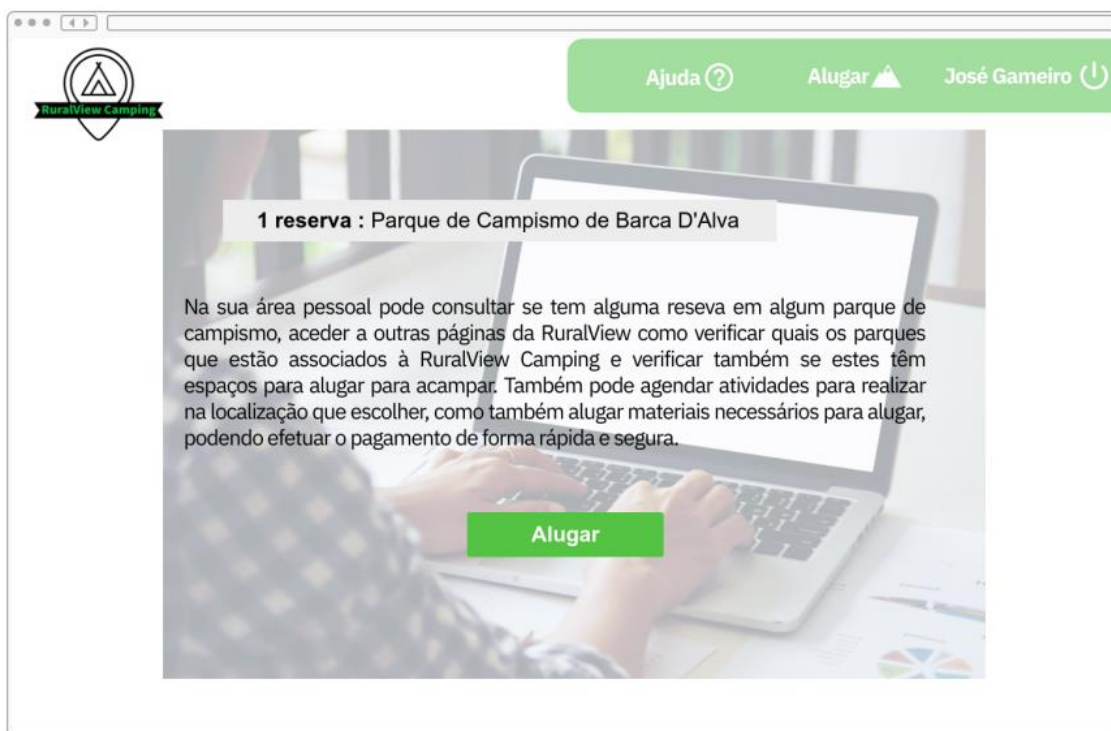 Ajuda
Alugar
José Gameiro
RuralView Camping
1 reserva : Parque de Campismo de Barca D'Alva
Na sua área pessoal pode consultar se tem alguma reseva em algum parque de
campismo, aceder a outras páginas da RuralView como verificar quais os parques
que estão associados à RuralView Camping e verificar também se estes têm
espaços para alugar para acampar. Também pode agendar atividades para realizar
na localização que escolher, como também alugar materiais necessários para alugar,
podendo efetuar o pagamento de forma rápida e segura.
Alugar